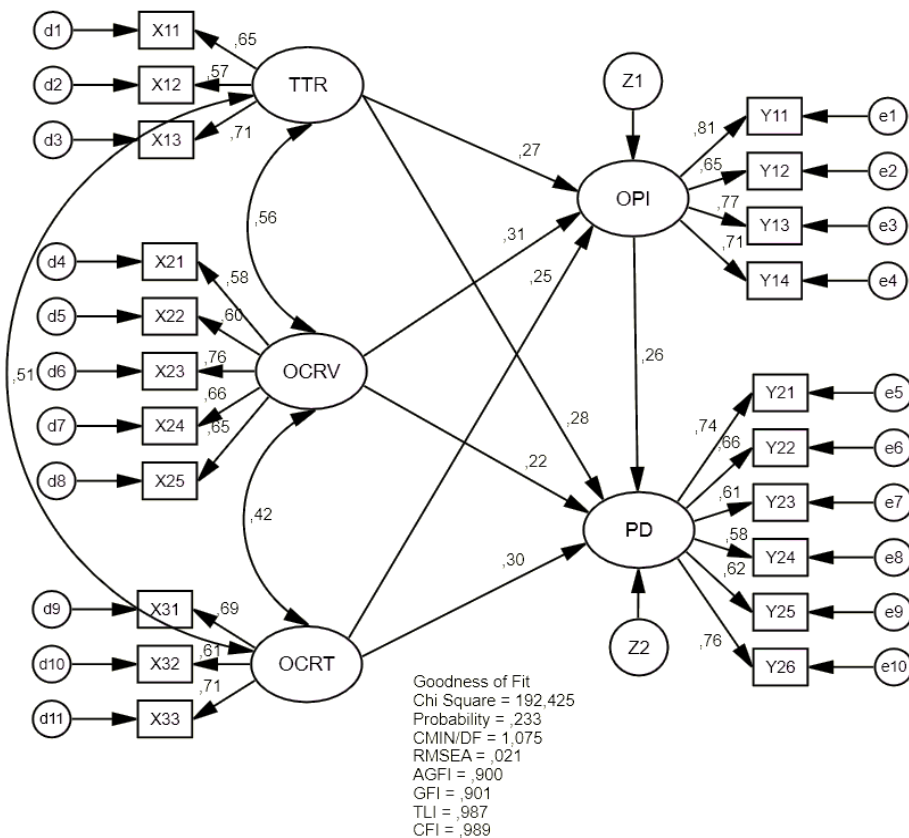 d1 X11 ,65
d2 X12 ,57 TTR
d3 X13 ,71
Z1
Y11 e1
,81
Y12 e2
,65
OPI
,77 Y13 e3
,71
Y14 e4
,27
,56
,31
,25
d4 X21 ,58
d5 X22 ,60
d6 X23 ,76 OCRV
d7 X24 ,66
d8 X25 ,65
,51
,26
,28
,22
,42
,74 Y21 e5
,66 Y22 e6
,61 Y23 e7
PD
,58 Y24 e8
,62 Y25 e9
,76 Y26 e10
,30
Z2
d9 X31 ,69
d10 X32 ,61 OCRT
d11 X33 ,71
Goodness of Fit
Chi Square = 192,425
Probability = ,233
CMIN/DF = 1,075
RMSEA = ,021
AGFI = ,900
GFI = ,901
TLI = ,987
CFI = ,989